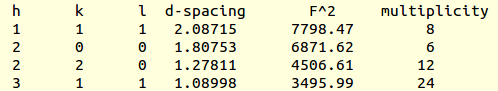 h k l d-spacing F^2 multiplicity
1 1 1 2.08715 7798.47 8
2 0 0 1.80753 6871.62 6
2 2 0 1.27811 4506.61 12
3 1 1 1.08998 3495.99 24